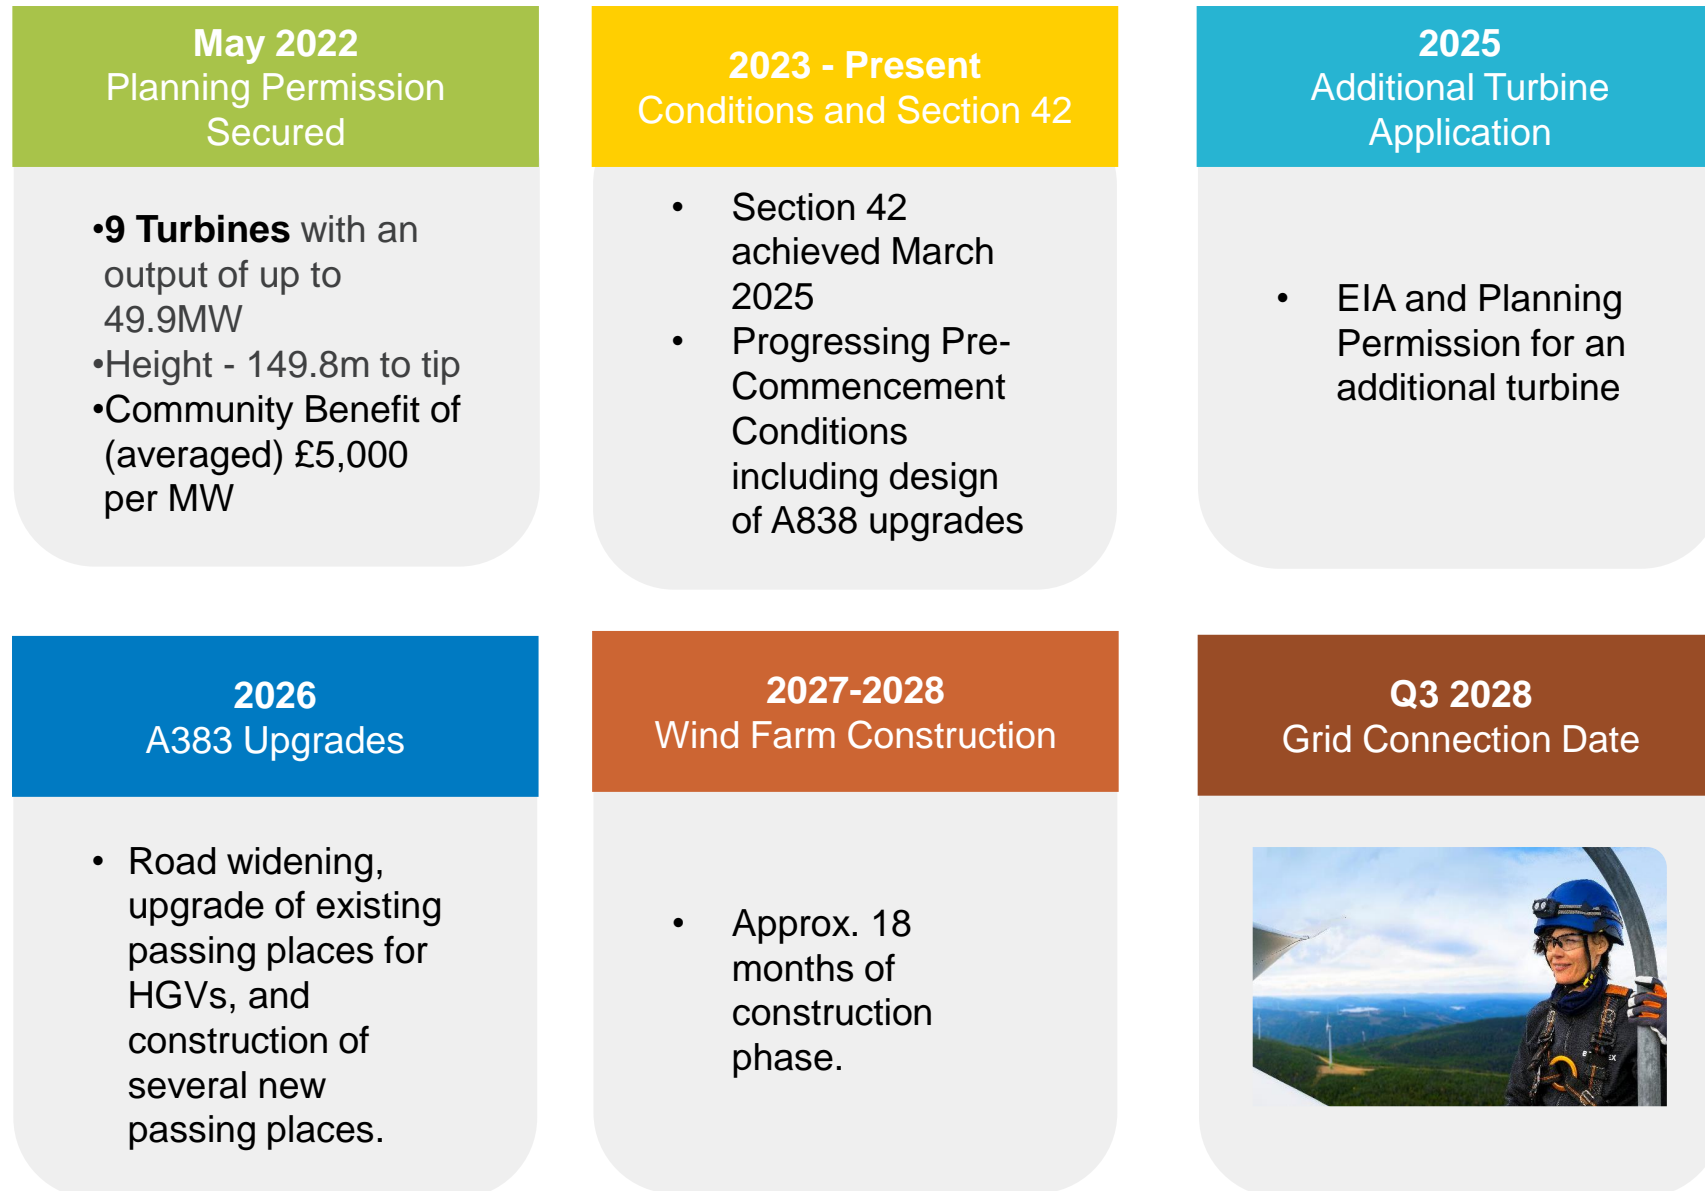 May 2022
Planning Permission
Secured
•9 Turbines with an
output of up to
49.9MW
•Height - 149.8m to tip
•Community Benefit of
(averaged) £5,000
per MW
2023 - Present
Conditions and Section 42
• Section 42
achieved March
2025
• Progressing Pre-
Commencement
Conditions
including design
of A838 upgrades
2025
Additional Turbine
Application
• EIA and Planning
Permission for an
additional turbine
2026
A383 Upgrades
• Road widening,
upgrade of existing
passing places for
HGVs, and
construction of
several new
passing places.
2027-2028
Wind Farm Construction
• Approx. 18
months of
construction
phase.
Q3 2028
Grid Connection Date